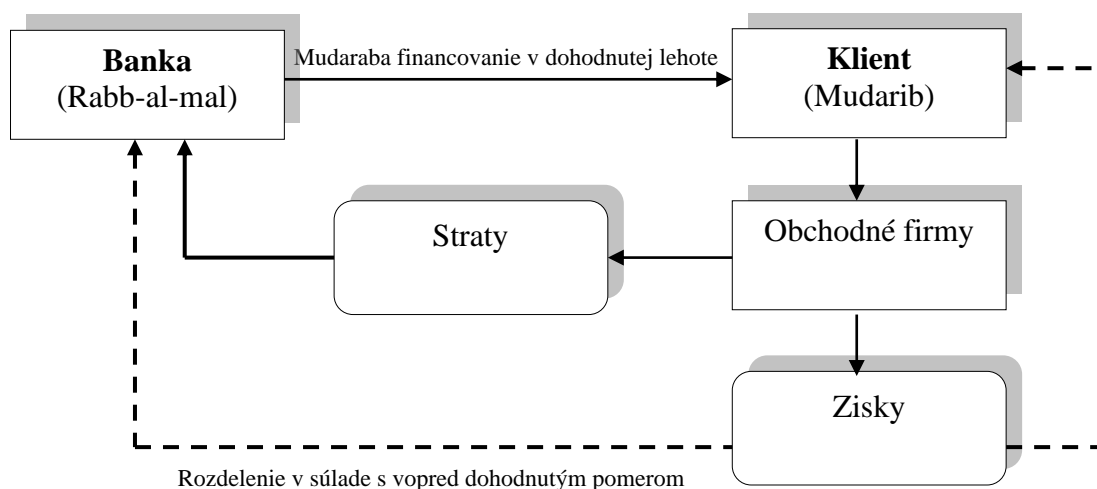 Banka
(Rabb-al-mal)
Mudaraba financovanie v dohodnutej lehote
Klient
(Mudarib)
Straty
Obchodné firmy
Zisky
Rozdelenie v súlade s vopred dohodnutým pomerom